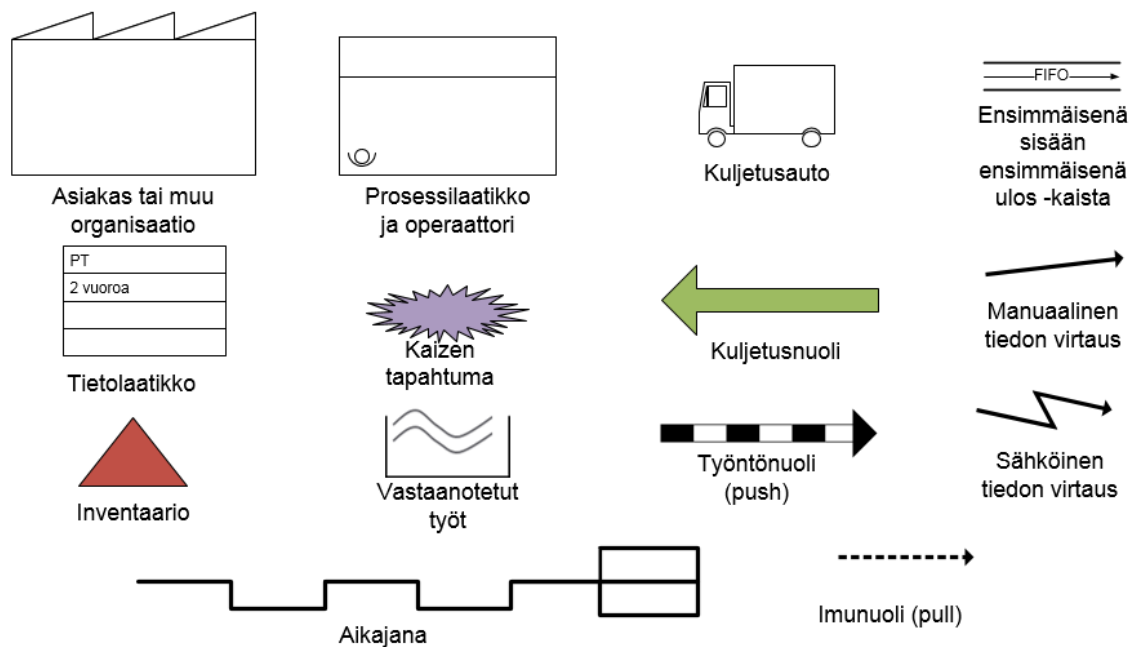 FIFO
Asiakas tai muu
organisaatio
Prosessilaatikko
ja operaattori
Kuljetusauto
Ensimmäisenä
sisään
ensimmäisenä
ulos -kaista
PT
2 vuoroa
Tietolaatikko
Kaizen
tapahtuma
Kuljetusnuoli
Manuaalinen
tiedon virtaus
Inventaario
Vastaanotetut
työt
Työntönuoli
(push)
Sähköinen
tiedon virtaus
Aikajana
Imunuoli (pull)